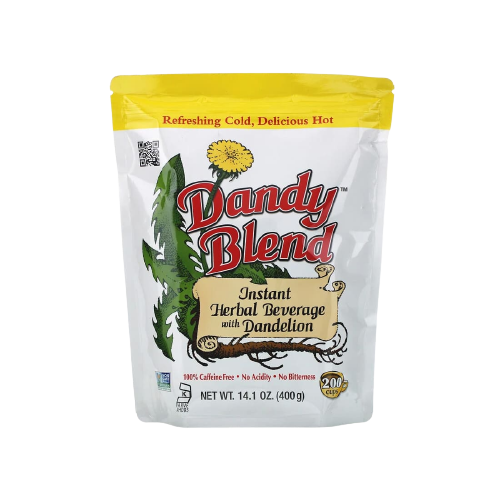 Refreshing Cold, Delicious Hot
Dandy™
Blend
Instant
Herbal Beverage
with Dandelion
100% Caffeine Free • No Acidity • No Bitterness
200
CUPS
NET WT. 14.1 OZ. (400g)